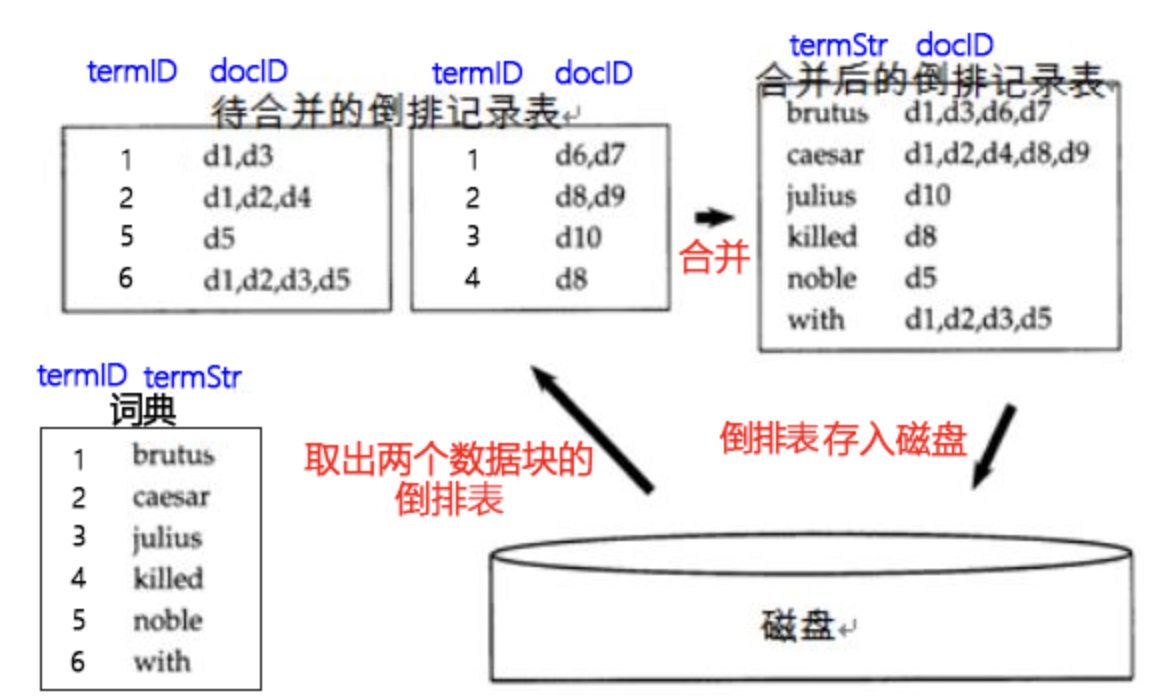 termID docID termID docID termStr docID
待合并的倒排记录表 合并后的倒排记录表
1 d1,d3
2 d1,d2,d4
5 d5
6 d1,d2,d3,d5
1 d6,d7
2 d8,d9
3 d10
4 d8
合并
brutus d1,d3,d6,d7
caesar d1,d2,d4,d8,d9
julius d10
killed d8
noble d5
with d1,d2,d3,d5
termID termStr
词典
1 brutus
2 caesar
3 julius
4 killed
5 noble
6 with
取出两个数据块的
倒排表
倒排表存入磁盘
磁盘